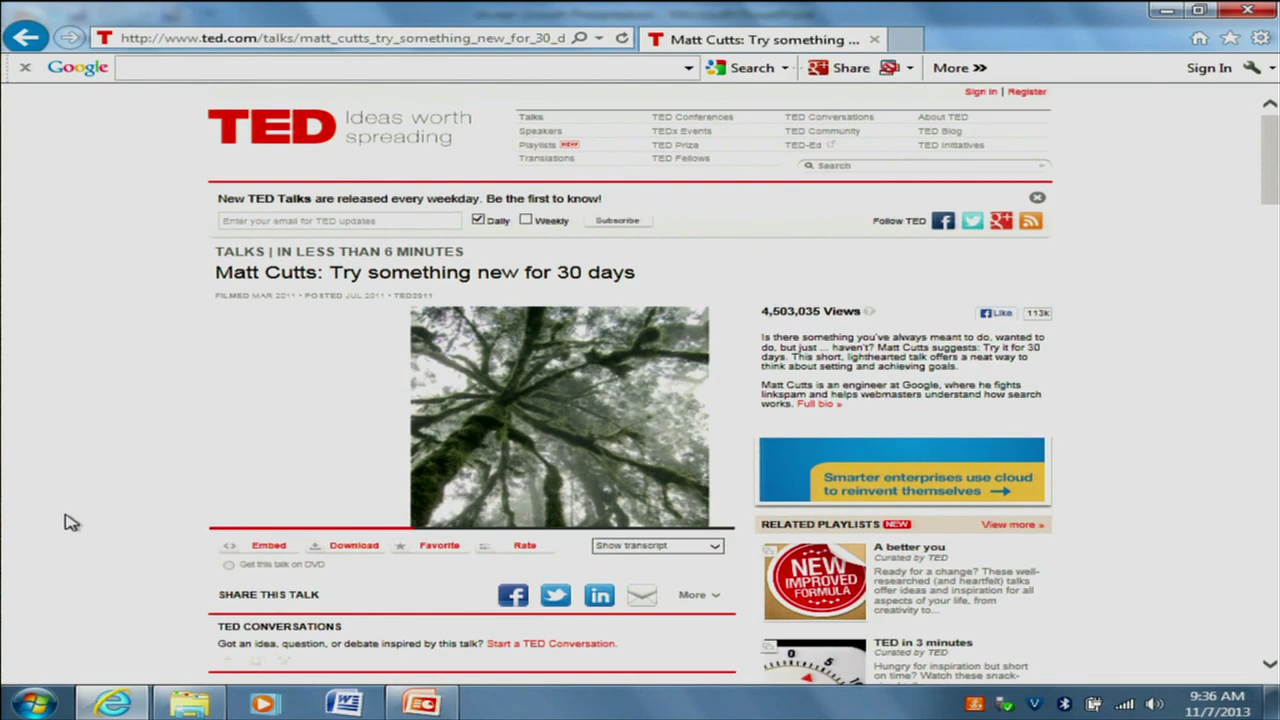 http://www.ted.com/talks/matt_cutts_try_something_new_for_30_d
Matt Cutts: Try something ...
Google
Search
Share
More »
Sign In
Sign In | Register
TED Ideas worth spreading
Talks TED Conferences TED Conversations About TED
Speakers TEDx Events TED Community TED Blog
Playlists NEW TED Prize TED-Ed TED Initiatives
Translations TED Fellows
Search
New TED Talks are released every weekday. Be the first to know!
Enter your email for TED updates Daily Weekly Subscribe
Follow TED
TALKS | IN LESS THAN 6 MINUTES
Matt Cutts: Try something new for 30 days
FILMED MAR 2011 • POSTED JUL 2011 • TED2011
4,503,035 Views
Like 113k
Is there something you've always meant to do, wanted to
do, but just ... haven't? Matt Cutts suggests: Try it for 30
days. This short, lighthearted talk offers a neat way to
think about setting and achieving goals.
Matt Cutts is an engineer at Google, where he fights
linkspam and helps webmasters understand how search
works. Full bio »
Smarter enterprises use cloud
to reinvent themselves
RELATED PLAYLISTS NEW View more »
NEW
IMPROVED
FORMULA
A better you
Curated by TED
Ready for a change? These well-
researched (and heartfelt) talks
offer ideas and inspiration for all
aspects of your life, from
creativity to...
0 5
TED in 3 minutes
Curated by TED
Hungry for inspiration but short
on time? Watch these snack-
Embed Download Favorite Rate Show transcript
Get this talk on DVD
SHARE THIS TALK
More
TED CONVERSATIONS
Got an idea, question, or debate inspired by this talk? Start a TED Conversation.
9:36 AM
11/7/2013